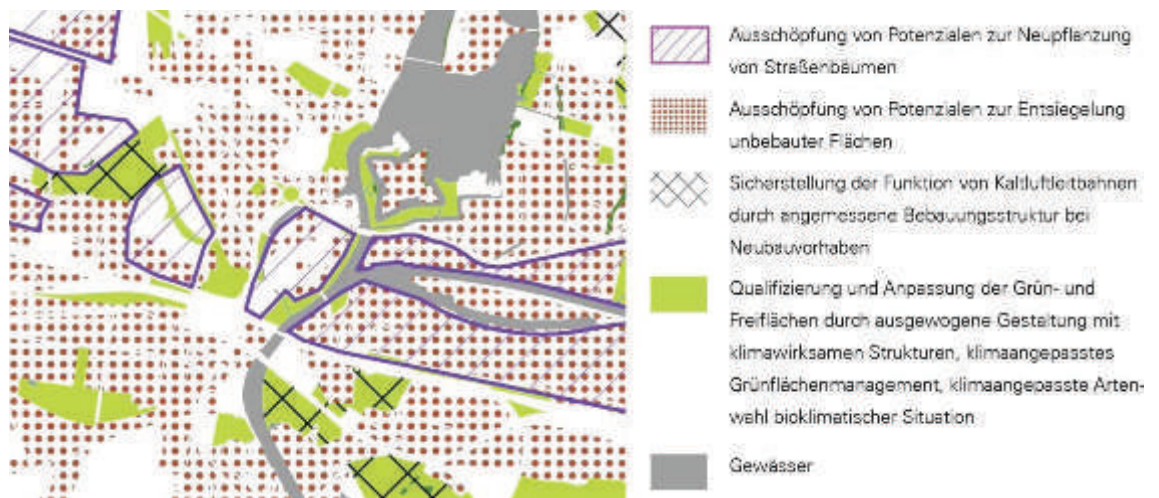 Ausschöpfung von Potenzialen zur Neupflanzung
von Straßenbäumen
Ausschöpfung von Potenzialen zur Entsiegelung
unbebauter Flächen
Sicherstellung der Funktion von Kaltluftleitbahnen
durch angemessene Bebauungsstruktur bei
Neubauvorhaben
Qualifizierung und Anpassung der Grün- und
Freiflächen durch ausgewogene Gestaltung mit
klimawirksamen Strukturen, klimaangepasstes
Grünflächenmanagement, klimaangepasste Arten-
wahl bioklimatischer Situation
Gewässer